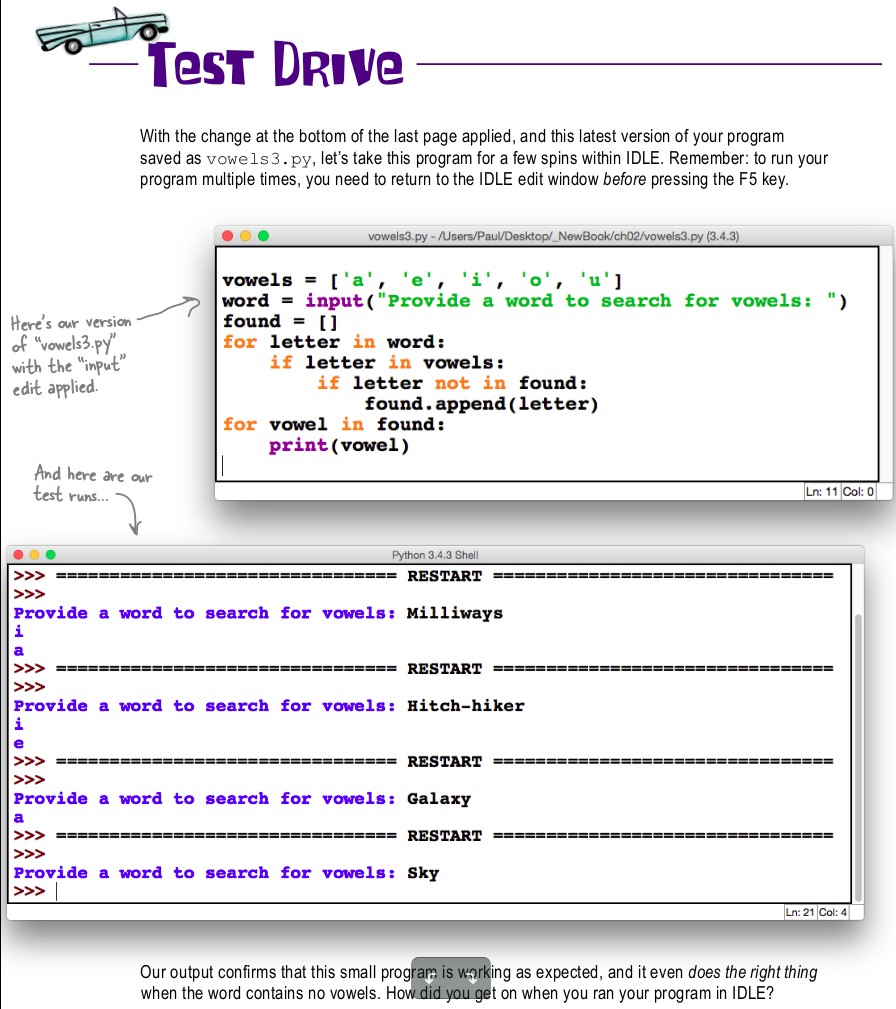 Test Drive
With the change at the bottom of the last page applied, and this latest version of your program
saved as vowels3.py, let's take this program for a few spins within IDLE. Remember: to run your
program multiple times, you need to return to the IDLE edit window before pressing the F5 key.
vowels3.py - /Users/Paul/Desktop/_NewBook/ch02/vowels3.py (3.4.3)
vowels = ['a', 'e', 'i', 'o', 'u']
word = input("Provide a word to search for vowels: ")
found = []
for letter in word:
    if letter in vowels:
        if letter not in found:
            found.append(letter)
for vowel in found:
    print(vowel)
Ln: 11 Col: 0
Here's our version
of "vowels3.py"
with the "input"
edit applied.
And here are our
test runs...
Python 3.4.3 Shell
>>> ================================ RESTART ================================
>>>
Provide a word to search for vowels: Milliways
i
a
>>> ================================ RESTART ================================
>>>
Provide a word to search for vowels: Hitch-hiker
i
e
>>> ================================ RESTART ================================
>>>
Provide a word to search for vowels: Galaxy
a
>>> ================================ RESTART ================================
>>>
Provide a word to search for vowels: Sky
>>>
Ln: 21 Col: 4
Our output confirms that this small program is working as expected, and it even does the right thing
when the word contains no vowels. How did you get on when you ran your program in IDLE?